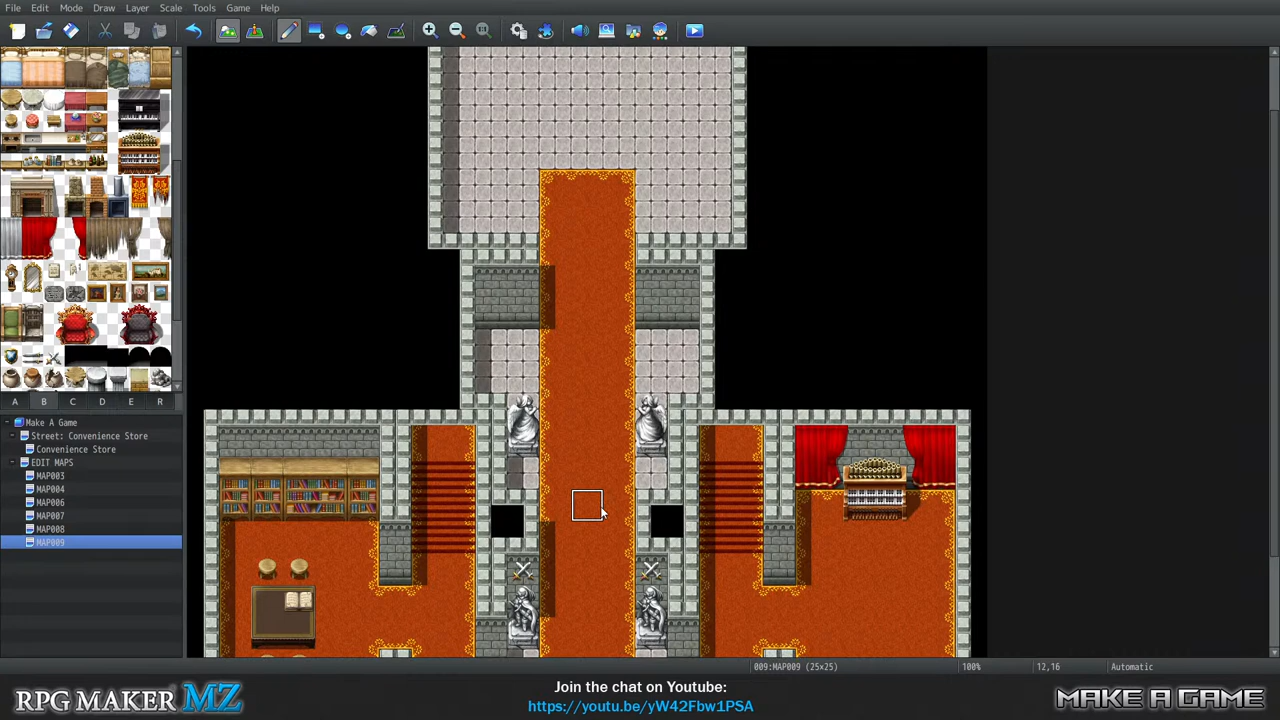 File Edit Mode Draw Layer Scale Tools Game Help
A B C D E R
Make A Game
Street: Convenience Store
Convenience Store
EDIT MAPS
MAP003
MAP004
MAP006
MAP007
MAP008
MAP009
009:MAP009 (25x25) 100% 12,16 Automatic
RPG MAKER MZ
Join the chat on Youtube:
https://youtu.be/yW42Fbw1PSA
MAKE A GAME